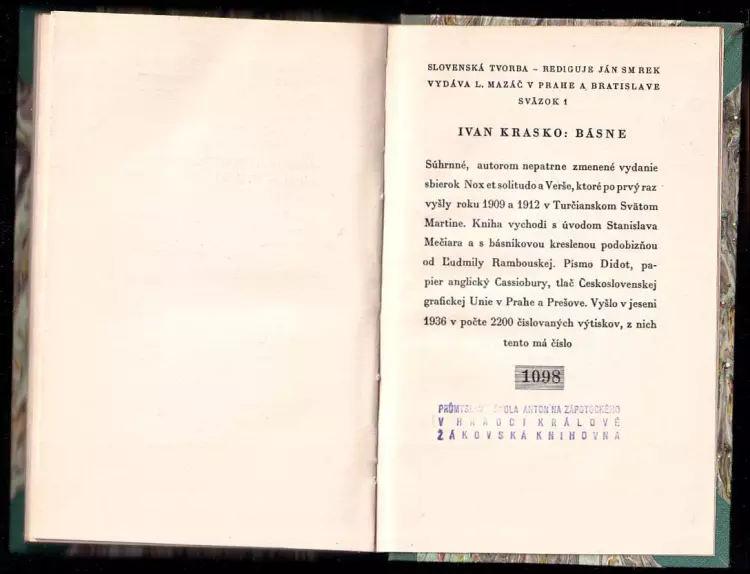 SLOVENSKÁ TVORBA – REDIGUJE JÁN SMREK
VYDÁVA L. MAZÁČ V PRAHE A BRATISLAVE
SVÄZOK 1
IVAN KRASKO: BÁSNE
Súhrnné, autorom nepatrne zmenené vydanie
sbierok Nox et solitudo a Verše, ktoré po prvý raz
vyšly roku 1909 a 1912 v Turčianskom Svätom
Martine. Kniha vychodí s úvodom Stanislava
Mečiara a s básnikovou kreslenou podobizňou
od Ľudmily Rambouskej. Písmo Didot, pa-
pier anglický Cassiobury, tlač Československej
grafickej Unie v Prahe a Prešove. Vyšlo v jeseni
1936 v počte 2200 číslovaných výtiskov, z nich
tento má číslo
1098
ANTONÍNA ZÁPOTOCKÉHO
V HRADCI KRÁLOVÉ
ŽÁKOVSKÁ KNIHOVNA